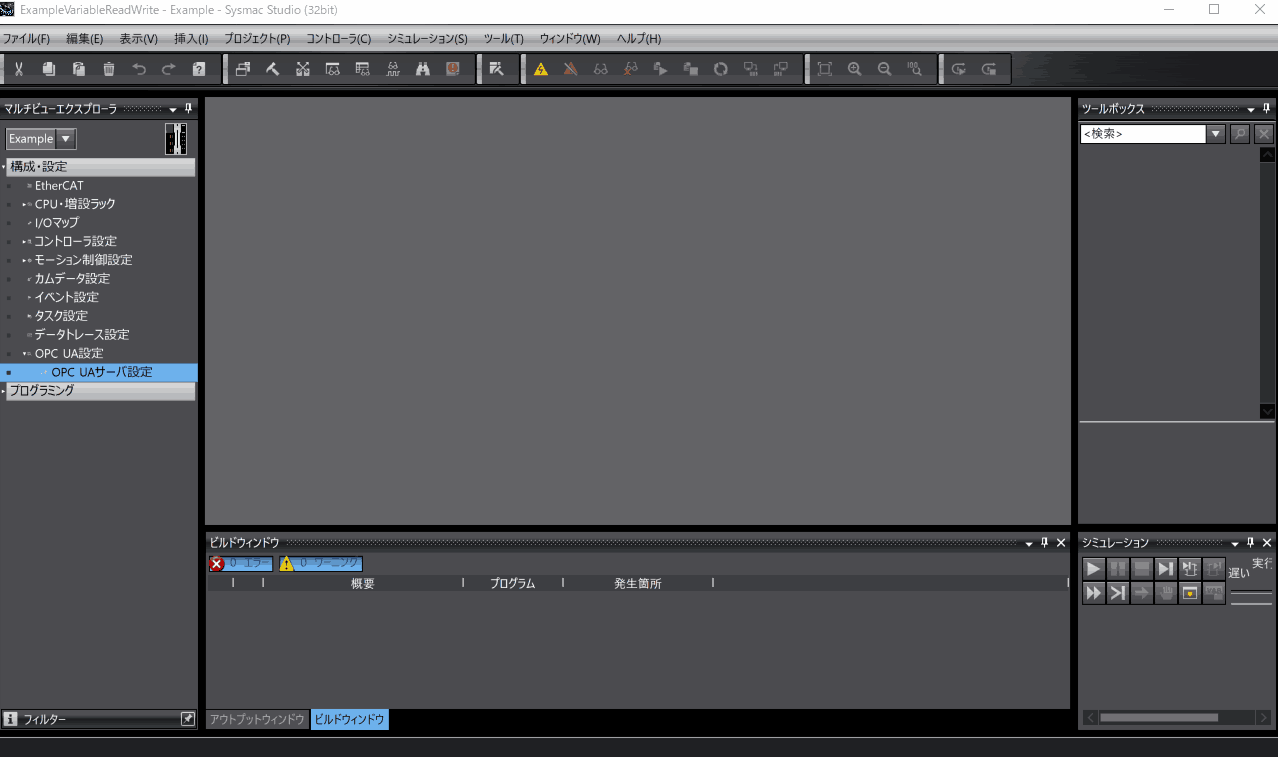 ExampleVariableReadWrite - Example - Sysmac Studio (32bit)
ファイル(F) 編集(E) 表示(V) 挿入(I) プロジェクト(P) コントローラ(C) シミュレーション(S) ツール(T) ウィンドウ(W) ヘルプ(H)
マルチビューエクスプローラ
Example
構成・設定
EtherCAT
CPU・増設ラック
I/Oマップ
コントローラ設定
モーション制御設定
カムデータ設定
イベント設定
タスク設定
データトレース設定
OPC UA設定
OPC UAサーバ設定
プログラミング
フィルター
ビルドウィンドウ
0 エラー 0 ワーニング
概要 プログラム 発生箇所
アウトプットウィンドウ ビルドウィンドウ
ツールボックス
<検索>
シミュレーション
実行
遅い